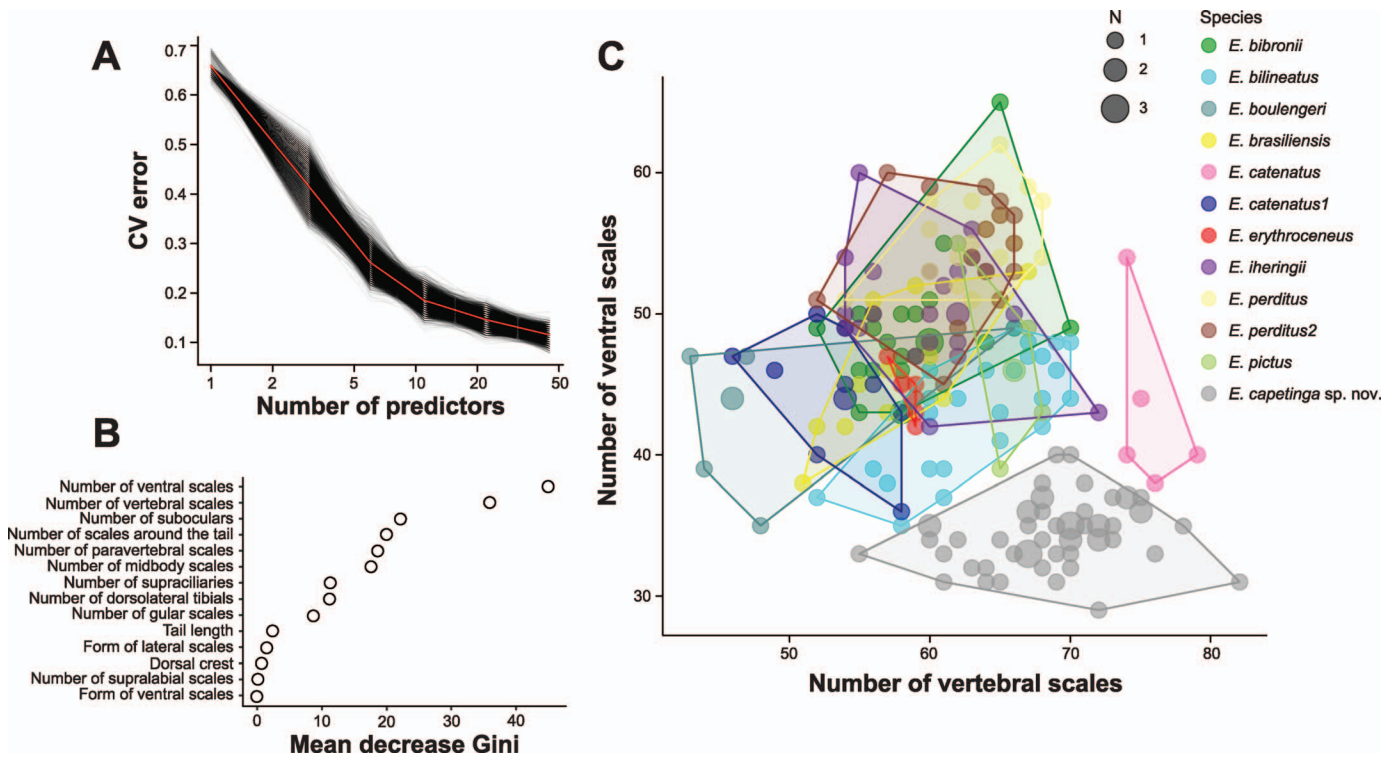 A
0.7
0.6
0.5
0.4
0.3
0.2
0.1
CV error
1
2
5
10
20
50
Number of predictors
B
Number of ventral scales
Number of vertebral scales
Number of suboculars
Number of scales around the tail
Number of paravertebral scales
Number of midbody scales
Number of supraciliaries
Number of dorsolateral tibials
Number of gular scales
Tail length
Form of lateral scales
Dorsal crest
Number of supralabial scales
Form of ventral scales
0
10
20
30
40
Mean decrease Gini
C
60
50
40
30
Number of ventral scales
50
60
70
80
Number of vertebral scales
N
1
2
3
Species
E. bibronii
E. bilineatus
E. boulengeri
E. brasiliensis
E. catenatus
E. catenatus1
E. erythroceneus
E. iheringii
E. perditus
E. perditus2
E. pictus
E. capetinga sp. nov.